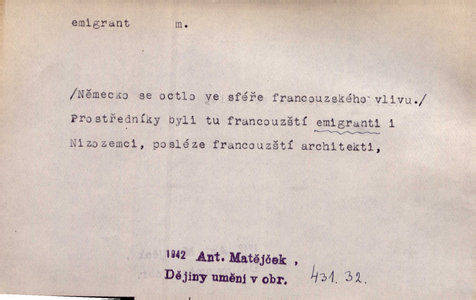 emigrant m.
/Německo se octlo ve sféře francouzského vlivu./
Prostředníky byli tu francouzští emigranti i
Nizozemci, posléze francouzští architekti,
1942 Ant. Matějček ,
Dějiny umění v obr. 431. 32.